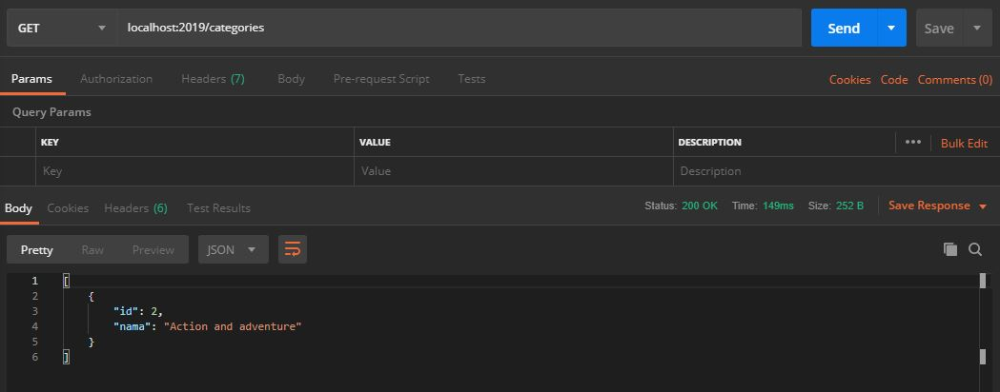 GET localhost:2019/categories Send Save
Params Authorization Headers (7) Body Pre-request Script Tests Cookies Code Comments (0)
Query Params
KEY VALUE DESCRIPTION ••• Bulk Edit
Key Value Description
Body Cookies Headers (6) Test Results Status: 200 OK Time: 149ms Size: 252 B Save Response
Pretty Raw Preview JSON
1 [
2 {
3 "id": 2,
4 "nama": "Action and adventure"
5 }
6 ]